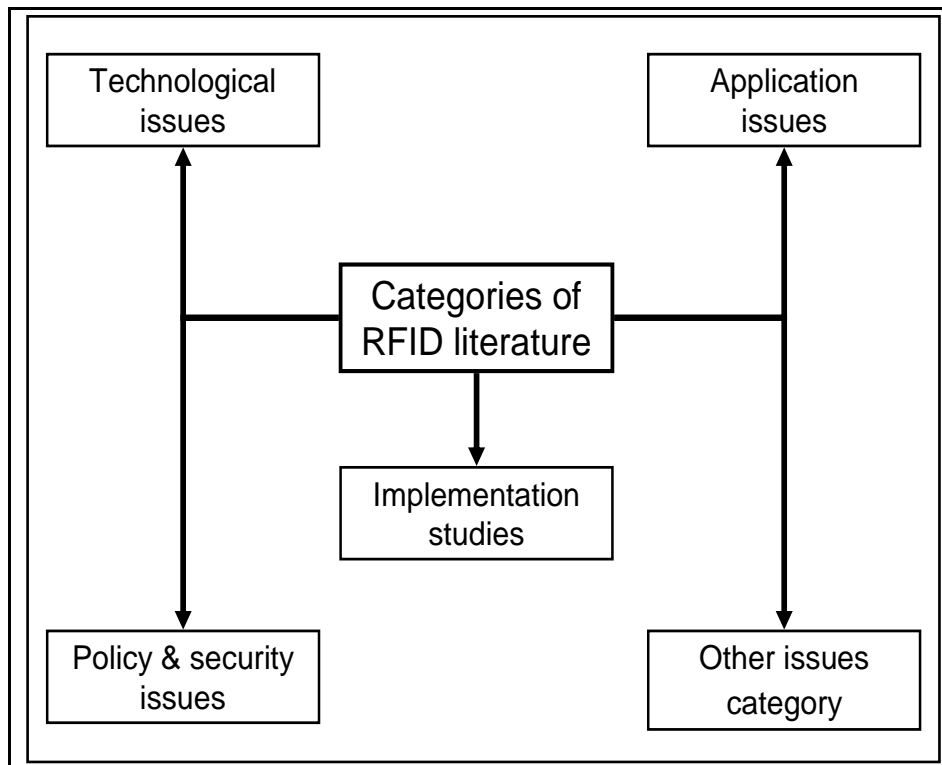 Technological
issues
Application
issues
Categories of
RFID literature
Implementation
studies
Policy & security
issues
Other issues
category